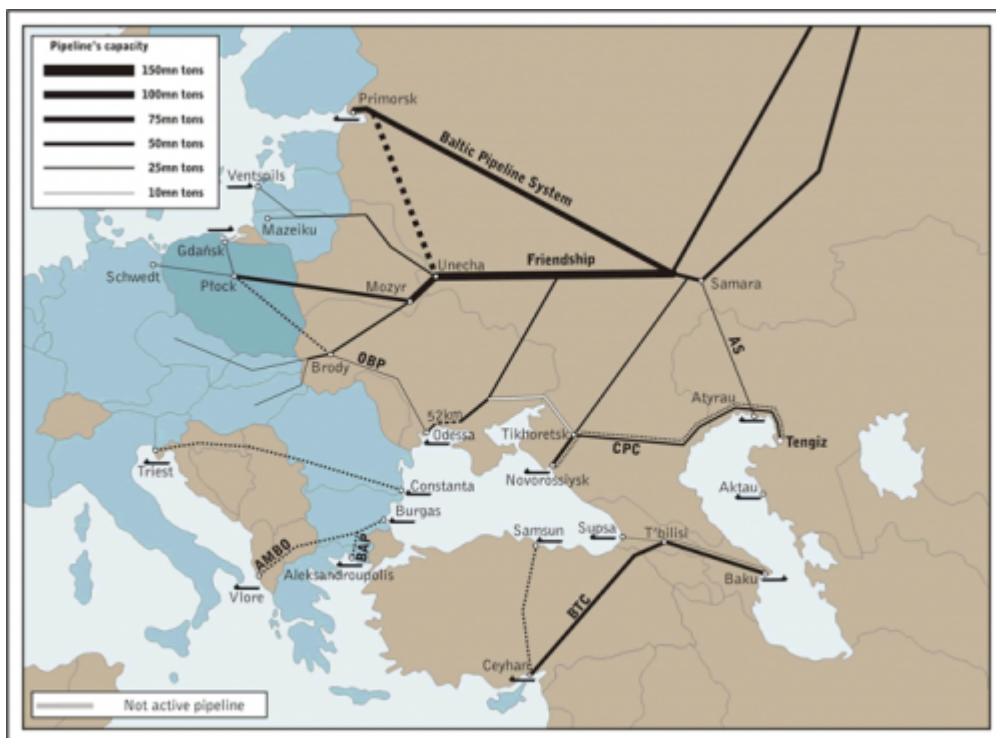 Pipeline's capacity
150mn tons
100mn tons
75mn tons
50mn tons
25mn tons
10mn tons
Primorsk
Baltic Pipeline System
Ventspils
Mazeiku
Gdańsk
Schwedt
Płock
Unecha
Friendship
Mozyr
Samara
AS
Brody
OBP
52km
Odessa
Atyrau
Tikhoretsk
CPC
Tengiz
Triest
Novorossiysk
Constanta
Aktau
Burgas
Samsun
Supsa
T'bilisi
AMBO
BAP
Aleksandroupolis
Vlore
Baku
BTC
Ceyhan
Not active pipeline